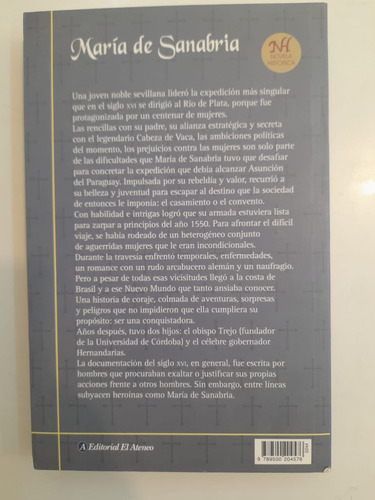 María de Sanabria
NH
NOVELA
HISTÓRICA
Una joven noble sevillana lideró la expedición más singular
que en el siglo XVI se dirigió al Río de Plata, porque fue
protagonizada por un centenar de mujeres.
Las rencillas con su padre, su alianza estratégica y secreta
con el legendario Cabeza de Vaca, las ambiciones políticas
del momento, los prejuicios contra las mujeres son solo parte
de las dificultades que María de Sanabria tuvo que desafiar
para concretar la expedición que debía alcanzar Asunción
del Paraguay. Impulsada por su rebeldía y valor, recurrió a
su belleza y juventud para escapar al destino que la sociedad
de entonces le imponía: el casamiento o el convento.
Con habilidad e intrigas logró que su armada estuviera lista
para zarpar a principios del año 1550. Para afrontar el difícil
viaje, se había rodeado de un heterogéneo conjunto
de aguerridas mujeres que le eran incondicionales.
Durante la travesía enfrentó temporales, enfermedades,
un romance con un rudo arcabucero alemán y un naufragio.
Pero a pesar de todas esas vicisitudes llegó a la costa de
Brasil y a ese Nuevo Mundo que tanto ansiaba conocer.
Una historia de coraje, colmada de aventuras, sorpresas
y peligros que no impidieron que ella cumpliera su
propósito: ser una conquistadora.
Años después, tuvo dos hijos: el obispo Trejo (fundador
de la Universidad de Córdoba) y el célebre gobernador
Hernandarias.
La documentación del siglo XVI, en general, fue escrita por
hombres que procuraban exaltar o justificar sus propias
acciones frente a otros hombres. Sin embargo, entre líneas
subyacen heroínas como María de Sanabria.
A Editorial El Ateneo
9 789500 204576